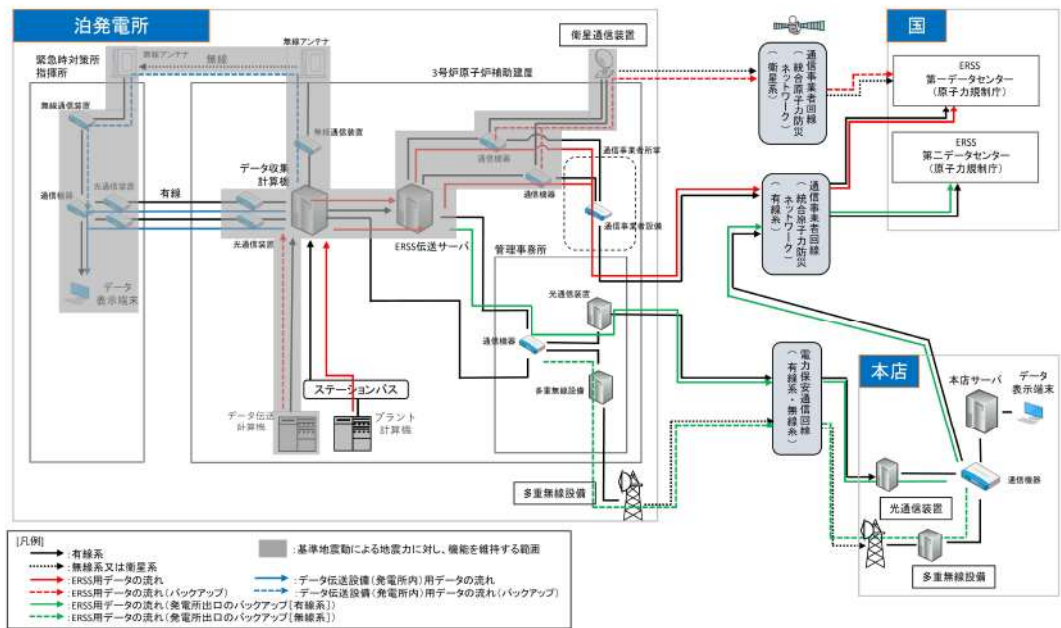 泊発電所
緊急時対策所
指揮所
無線アンテナ
無線
無線アンテナ
衛星通信装置
3号炉原子炉補助建屋
無線通信装置
無線通信装置
データ収集
計算機
通信機器
光通信装置
有線
光通信装置
データ
表示端末
ERSS伝送サーバ
通信機器
通信機器
通信事業者所掌
通信事業者設備
管理事務所
光通信装置
通信機器
多重無線設備
ステーションバス
データ伝送
計算機
プラント
計算機
多重無線設備
通信事業者回線
（統合原子力防災
ネットワーク）
（衛星系）
通信事業者回線
（統合原子力防災
ネットワーク）
（有線系）
電力保安通信回線
（有線系・無線系）
国
ERSS
第一データセンター
（原子力規制庁）
ERSS
第二データセンター
（原子力規制庁）
本店
本店サーバ
データ
表示端末
通信機器
光通信装置
多重無線設備
[凡例]
:有線系
:無線系又は衛星系
:ERSS用データの流れ
:ERSS用データの流れ(バックアップ)
:ERSS用データの流れ(発電所出口のバックアップ[有線系])
:ERSS用データの流れ(発電所出口のバックアップ[無線系])
:基準地震動による地震力に対し、機能を維持する範囲
:データ伝送設備(発電所内)用データの流れ
:データ伝送設備(発電所内)用データの流れ(バックアップ)